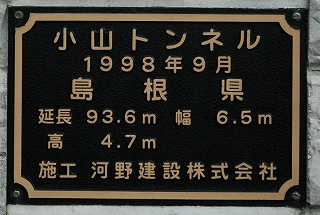 小山トンネル
1998年9月
島根県
延長 93.6m 幅 6.5m
高 4.7m
施工 河野建設株式会社